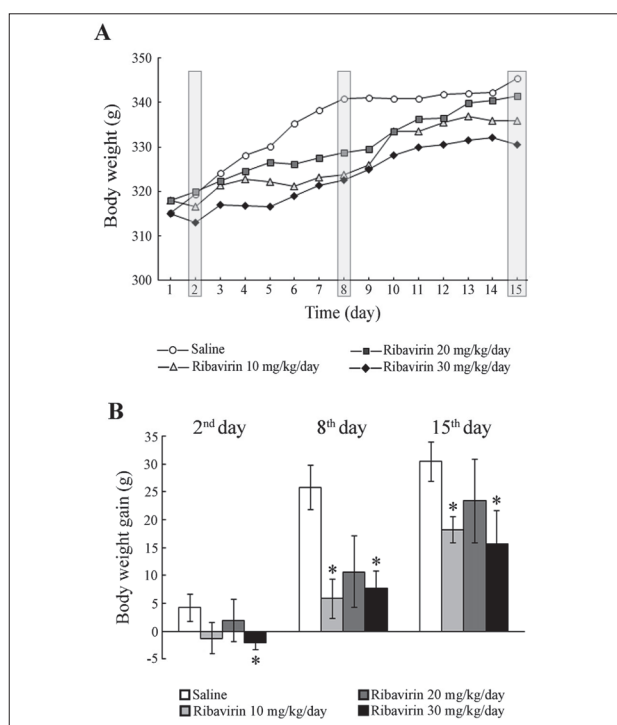 A
Body weight (g)
350
340
330
320
310
300
1 2 3 4 5 6 7 8 9 10 11 12 13 14 15
Time (day)
Saline
Ribavirin 20 mg/kg/day
Ribavirin 10 mg/kg/day
Ribavirin 30 mg/kg/day
B
2nd day
8th day
15th day
Body weight gain (g)
35
30
25
20
15
10
5
0
-5
*
*
*
*
*
Saline
Ribavirin 20 mg/kg/day
Ribavirin 10 mg/kg/day
Ribavirin 30 mg/kg/day